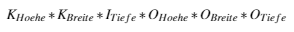 K_{Hoehe} * K_{Breite} * I_{Tiefe} * O_{Hoehe} * O_{Breite} * O_{Tiefe}